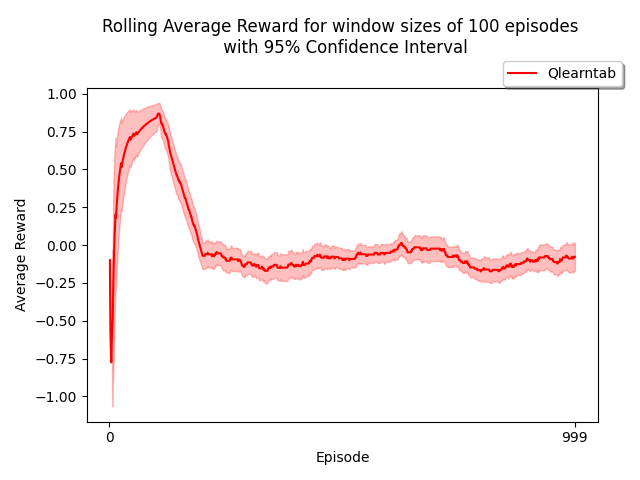 Rolling Average Reward for window sizes of 100 episodes
with 95% Confidence Interval
Qlearntab
1.00
0.75
0.50
0.25
0.00
−0.25
−0.50
−0.75
−1.00
Average Reward
0
999
Episode